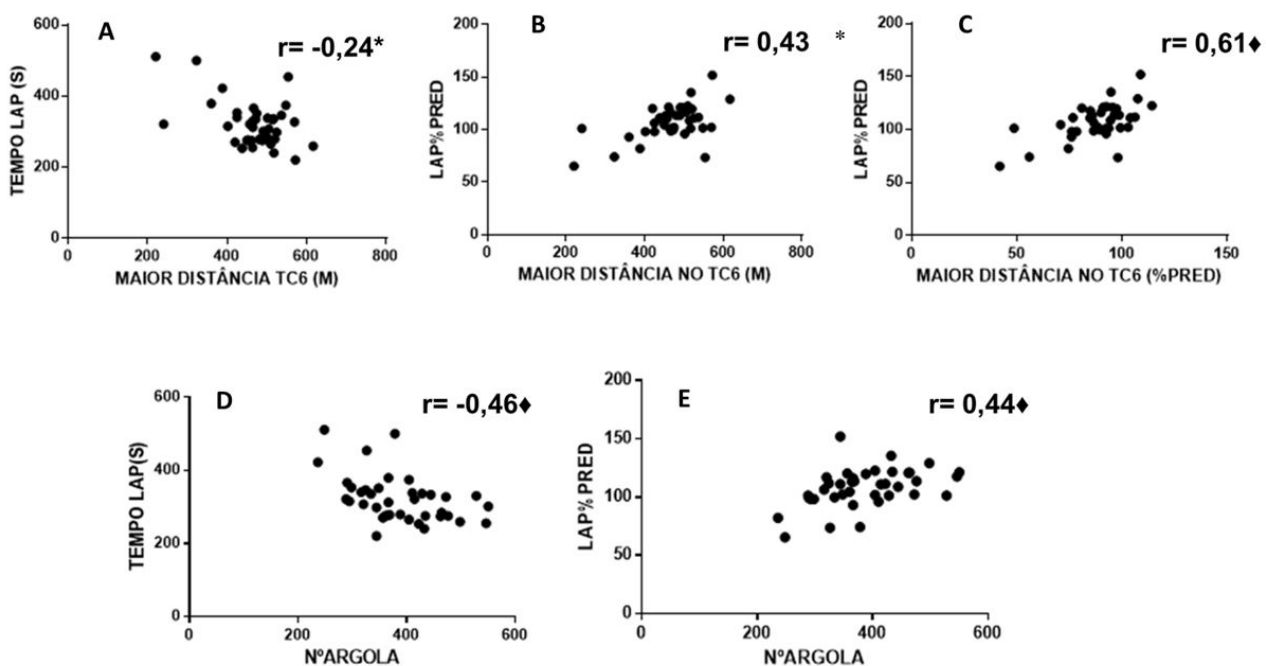 A
r= -0,24*
TEMPO LAP (S)
600
400
200
0
0 200 400 600 800
MAIOR DISTÂNCIA TC6 (M)
B
r= 0,43 *
LAP% PRED
200
150
100
50
0
0 200 400 600 800
MAIOR DISTÂNCIA NO TC6 (M)
C
r= 0,61♦
LAP% PRED
200
150
100
50
0
0 50 100 150
MAIOR DISTÂNCIA NO TC6 (%PRED)
D
r= -0,46♦
TEMPO LAP(S)
600
400
200
0
0 200 400 600
NºARGOLA
E
r= 0,44♦
LAP% PRED
200
150
100
50
0
0 200 400 600
NºARGOLA